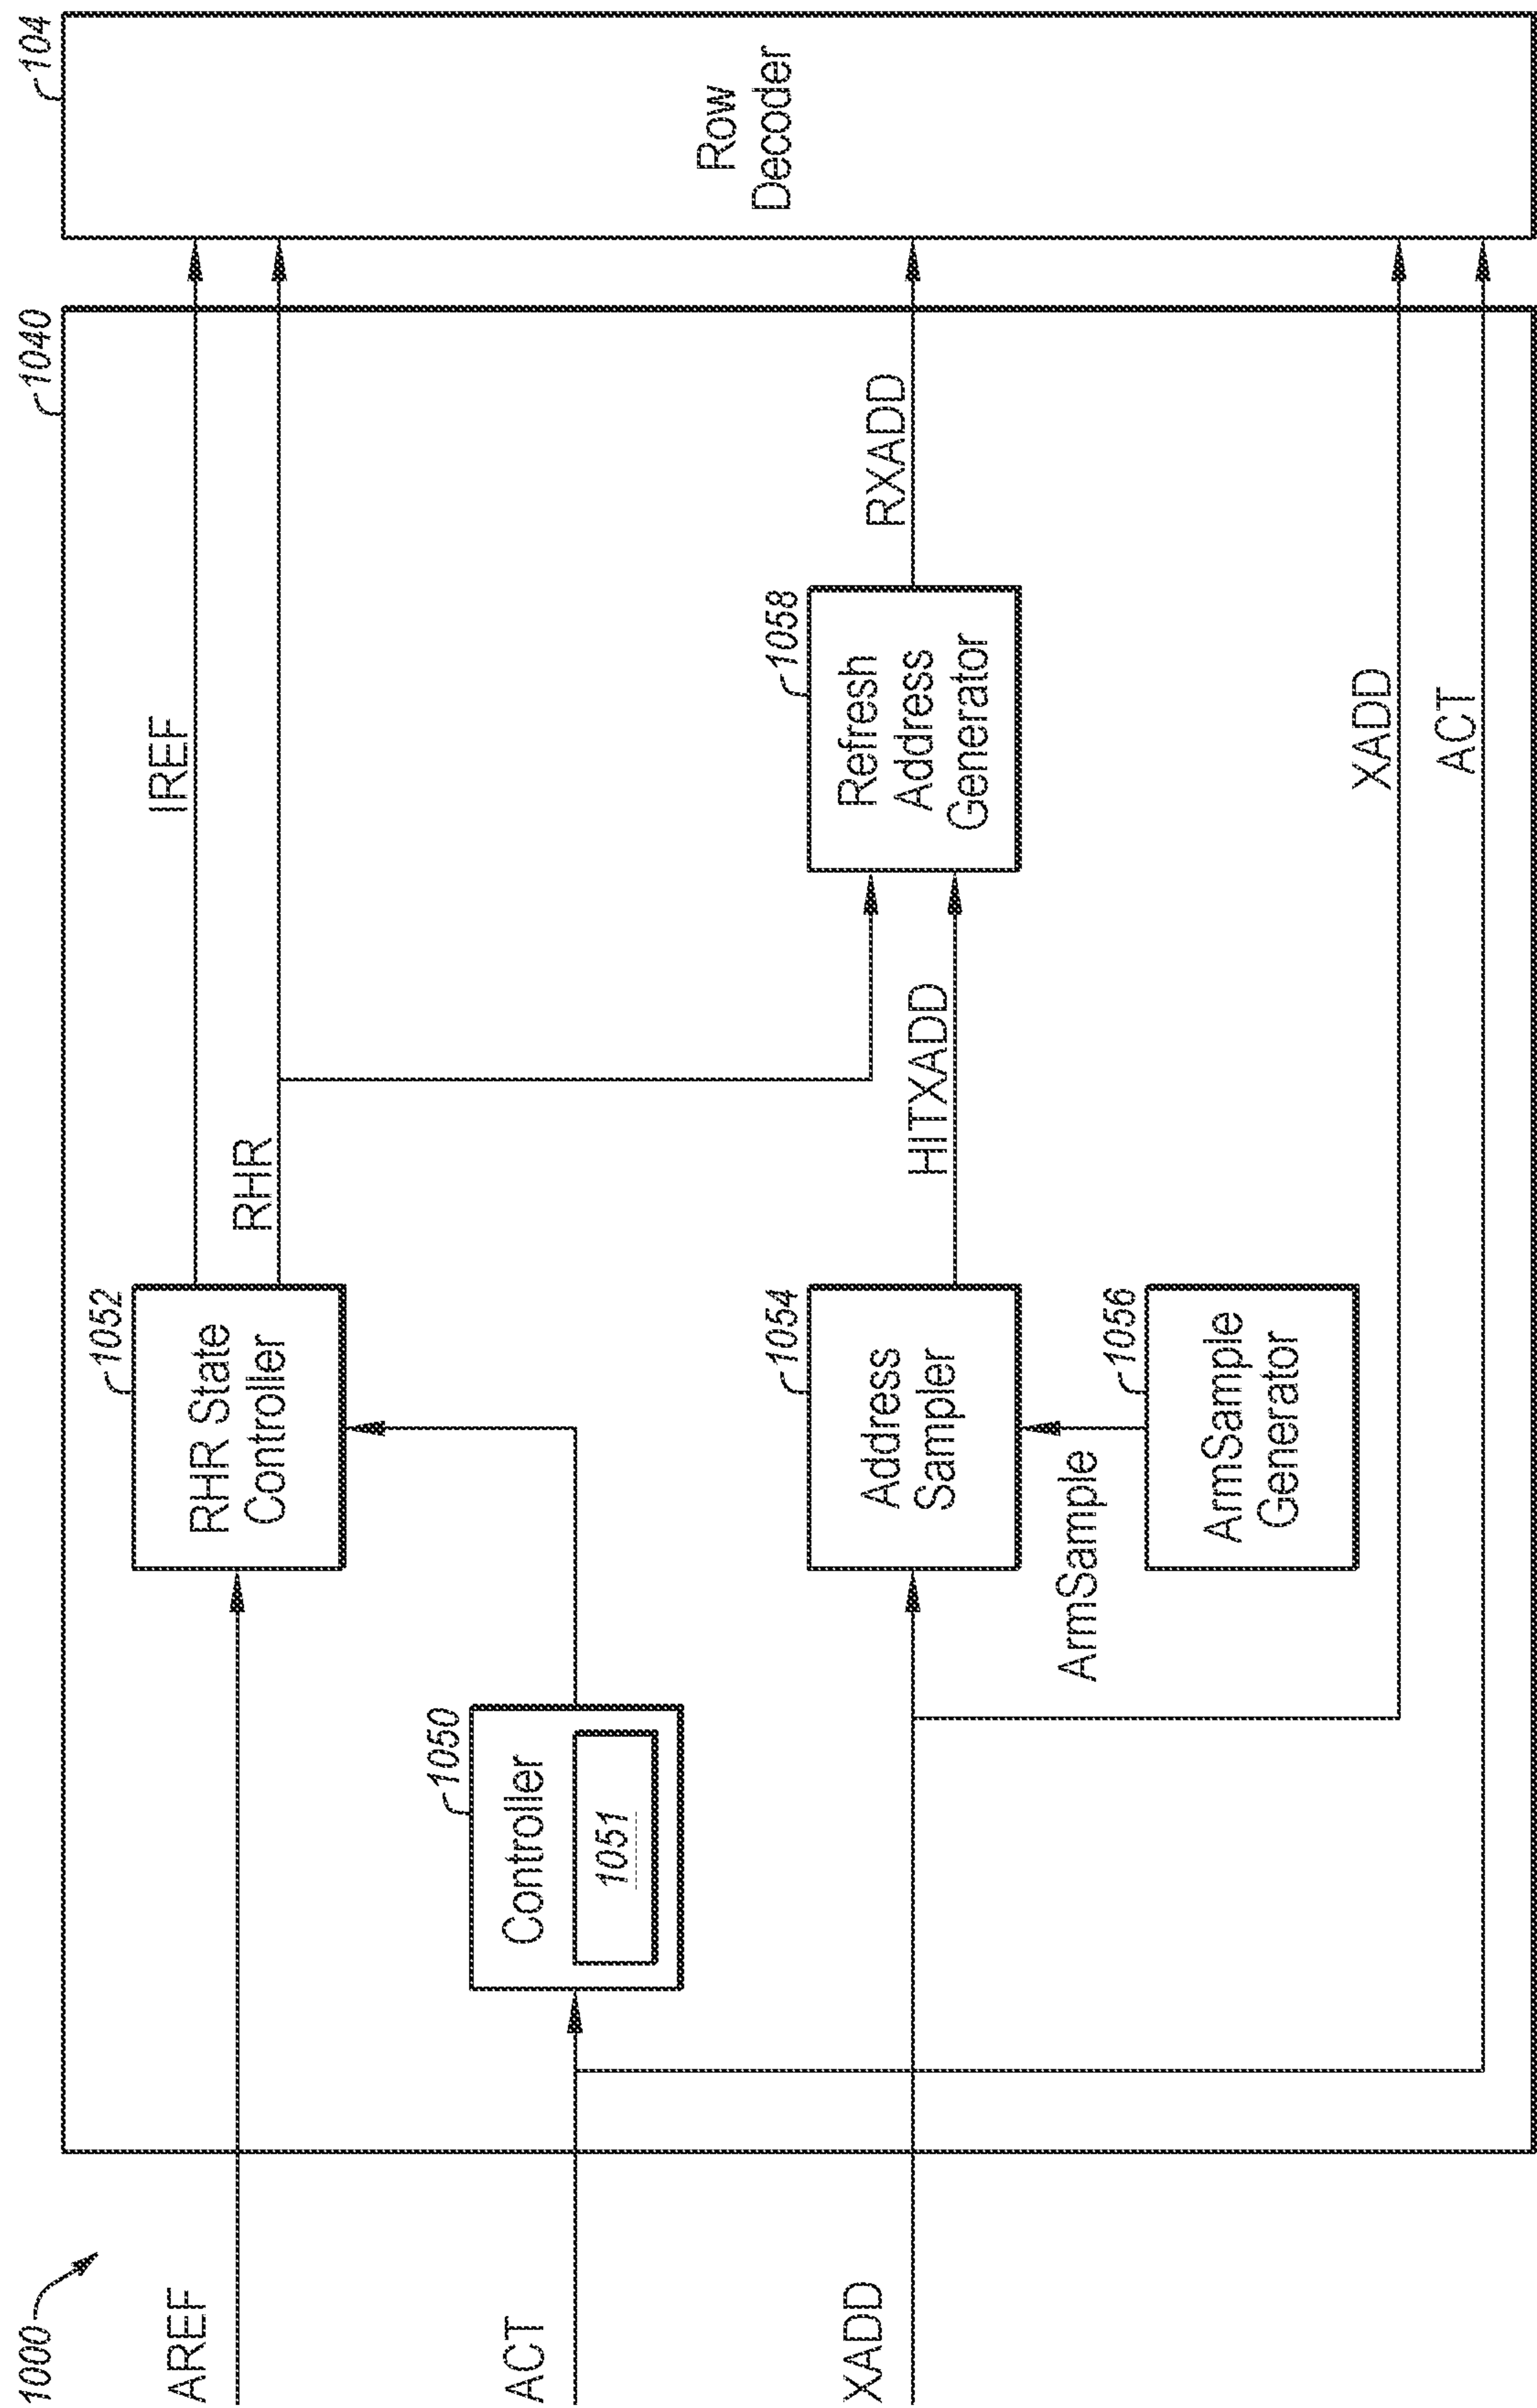 1000
AREF
ACT
XADD
1040
104
1052
RHR State
Controller
IREF
RHR
1050
Controller
1051
1054
Address
Sampler
HITXADD
1058
Refresh
Address
Generator
RXADD
Row
Decoder
ArmSample
1056
ArmSample
Generator
XADD
ACT